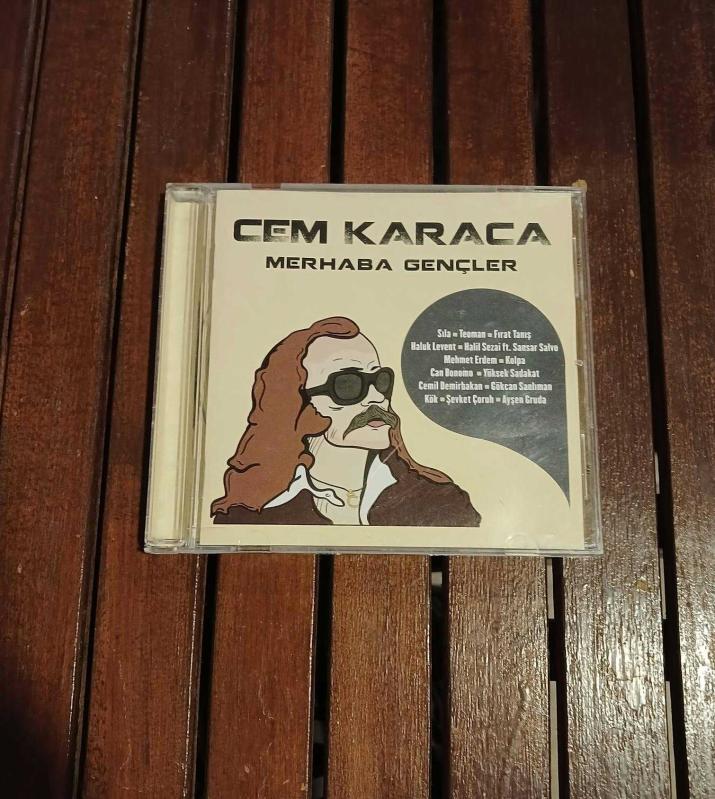 CEM KARACA
MERHABA GENÇLER
Sıla = Teoman = Fırat Tanış
Haluk Levent = Halil Sezai ft. Sansar Salvo
Mehmet Erdem = Kolpa
Can Bonomo = Yüksek Sadakat
Cemil Demirbakan = Gökcan Sanlıman
Kök = Şevket Çoruh = Ayşen Gruda